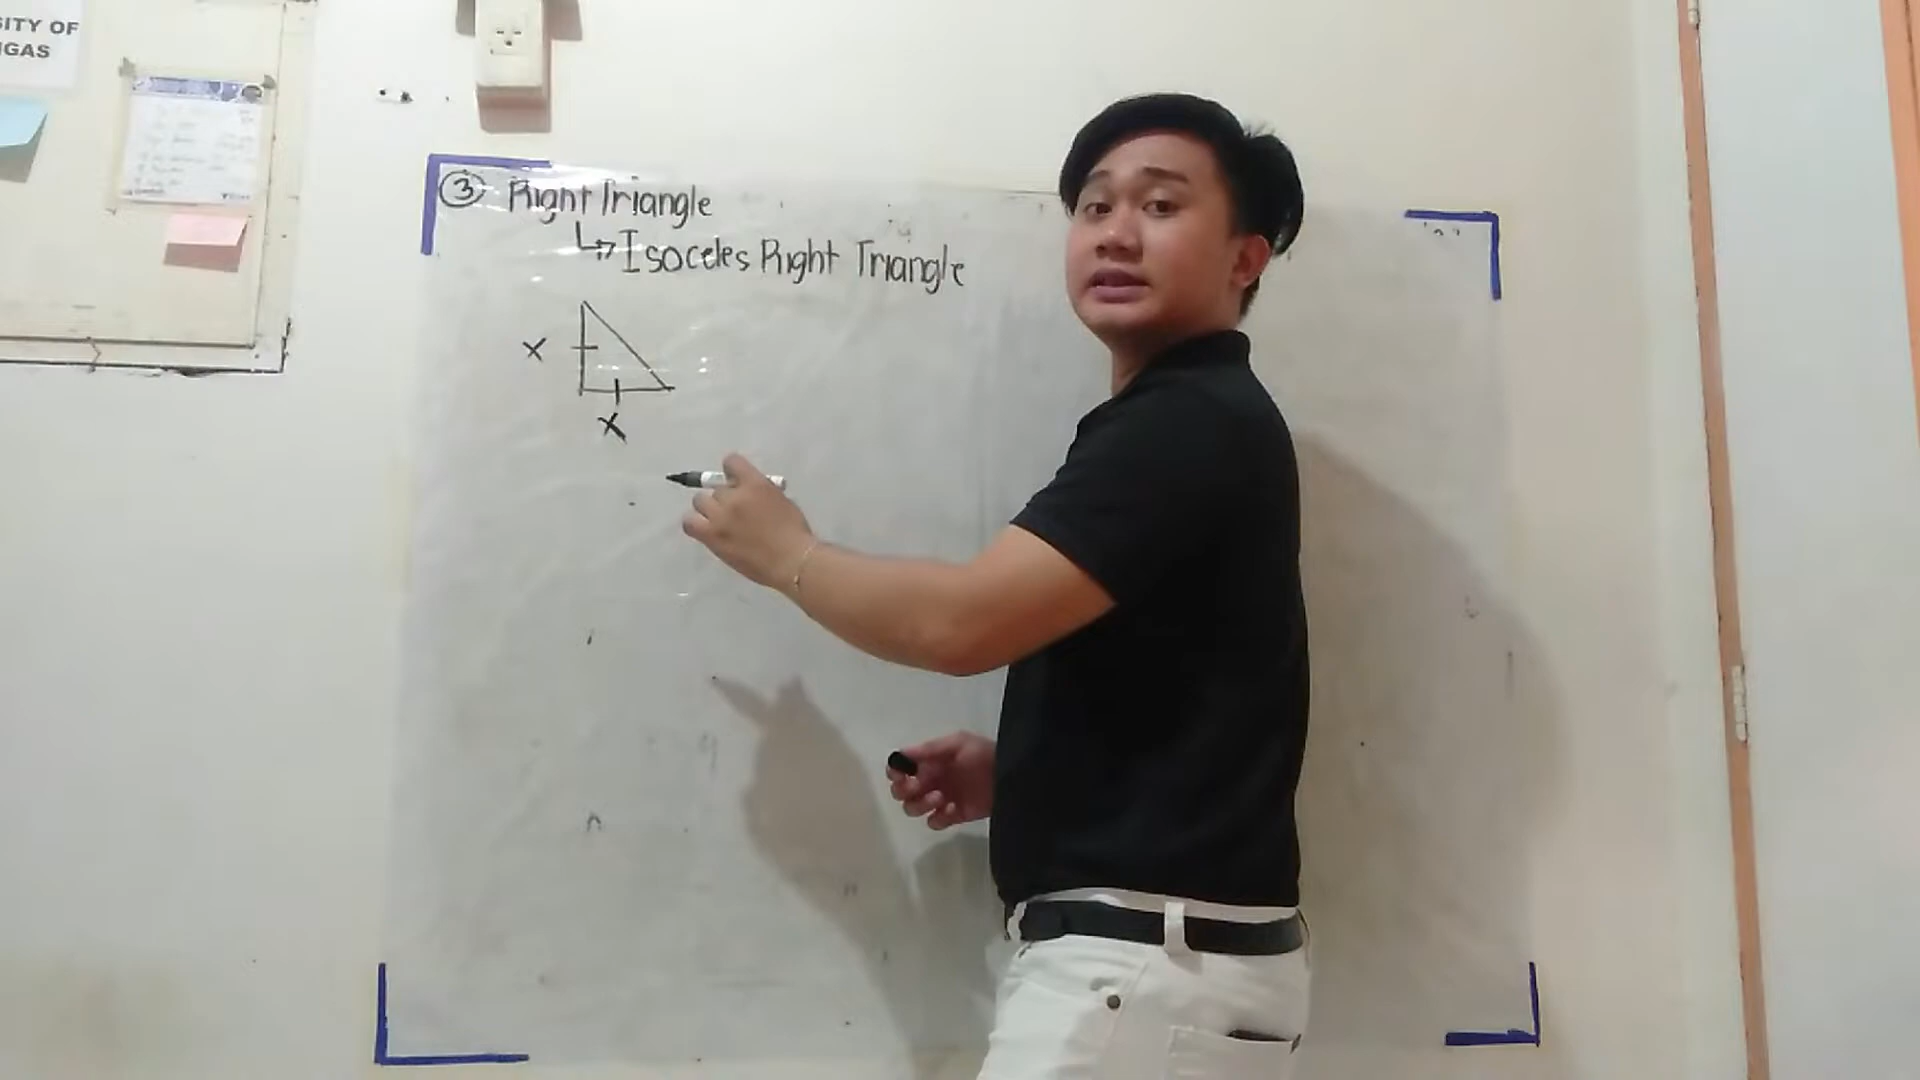 SITY OF
GAS
③ Right Triangle
↳ Isoceles Right Triangle
x
x